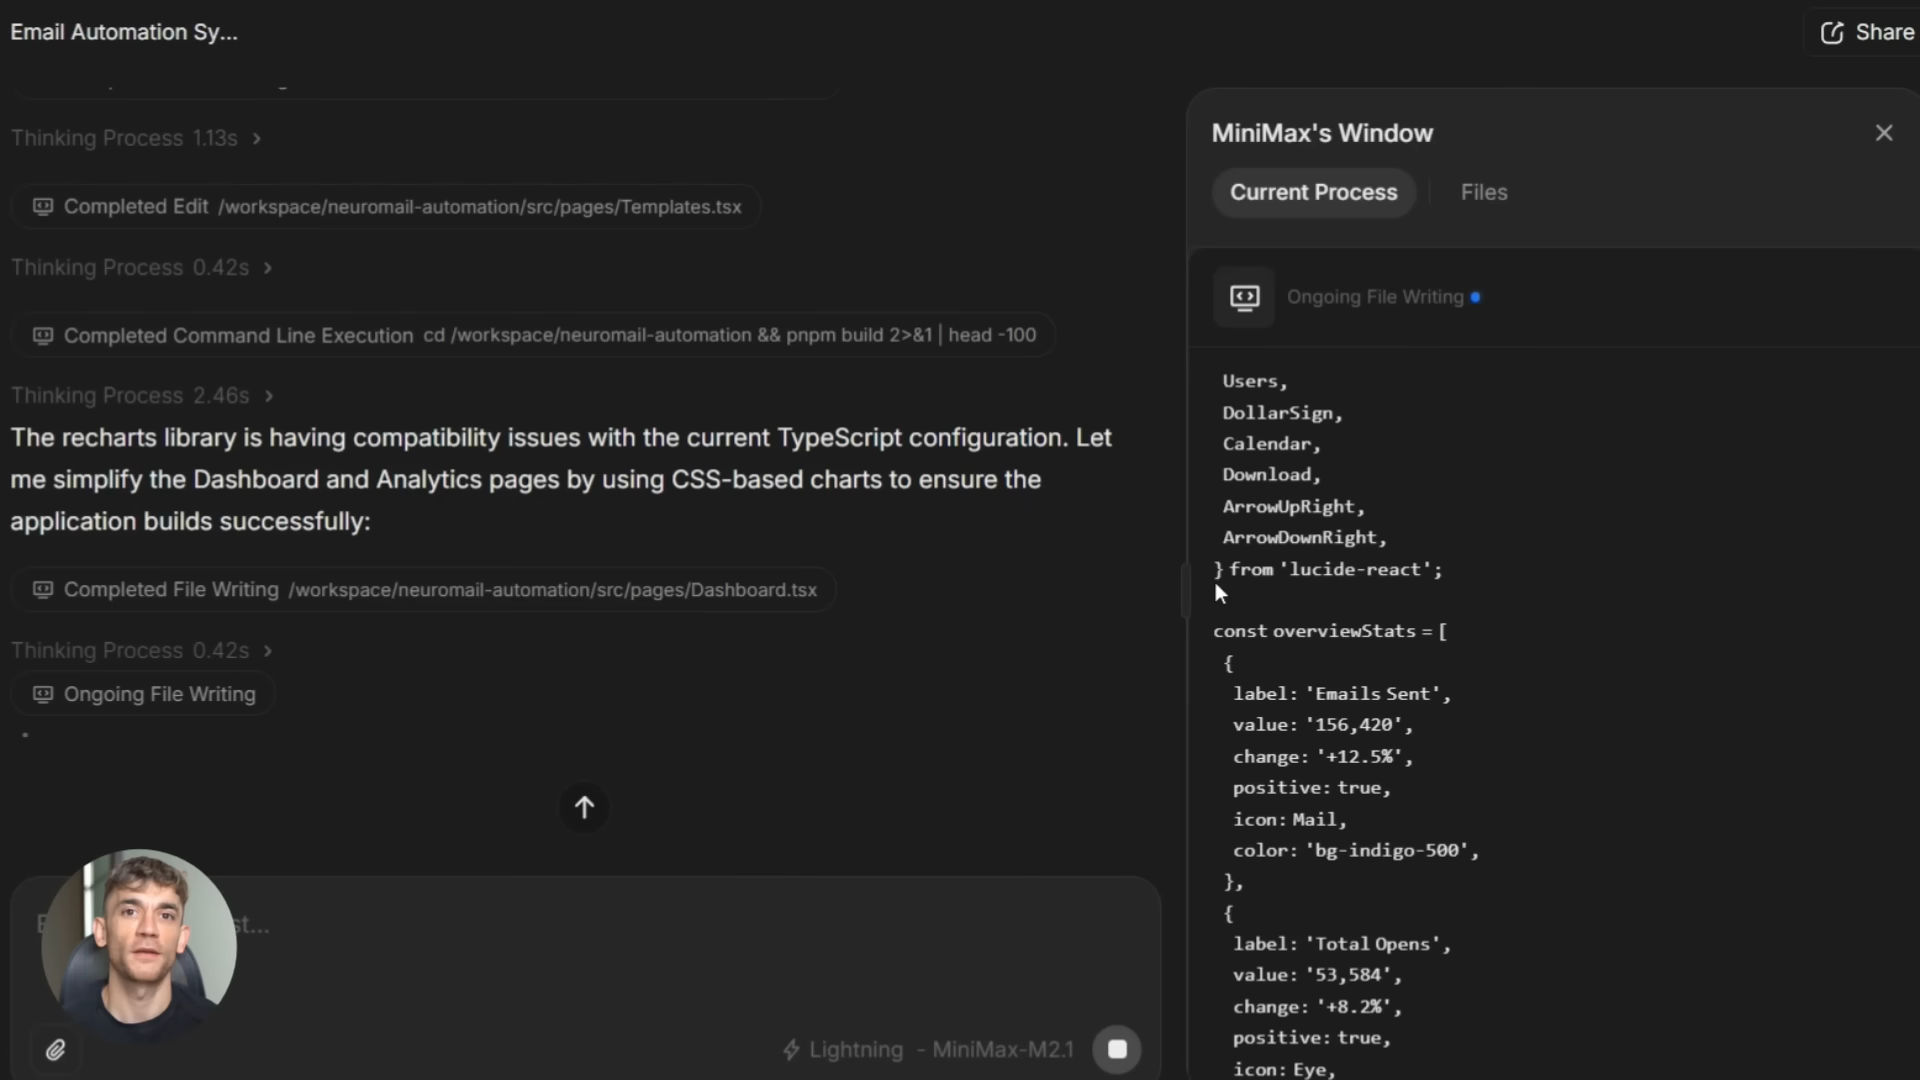 Email Automation Sy...
Share
Thinking Process 1.13s
Completed Edit /workspace/neuromail-automation/src/pages/Templates.tsx
Thinking Process 0.42s
Completed Command Line Execution cd /workspace/neuromail-automation && pnpm build 2>&1 | head -100
Thinking Process 2.46s
The recharts library is having compatibility issues with the current TypeScript configuration. Let
me simplify the Dashboard and Analytics pages by using CSS-based charts to ensure the
application builds successfully:
Completed File Writing /workspace/neuromail-automation/src/pages/Dashboard.tsx
Thinking Process 0.42s
Ongoing File Writing
Lightning - MiniMax-M2.1
MiniMax's Window
Current Process
Files
Ongoing File Writing
Users,
DollarSign,
Calendar,
Download,
ArrowUpRight,
ArrowDownRight,
} from 'lucide-react';
const overviewStats = [
{
label: 'Emails Sent',
value: '156,420',
change: '+12.5%',
positive: true,
icon: Mail,
color: 'bg-indigo-500',
},
{
label: 'Total Opens',
value: '53,584',
change: '+8.2%',
positive: true,
icon: Eye,